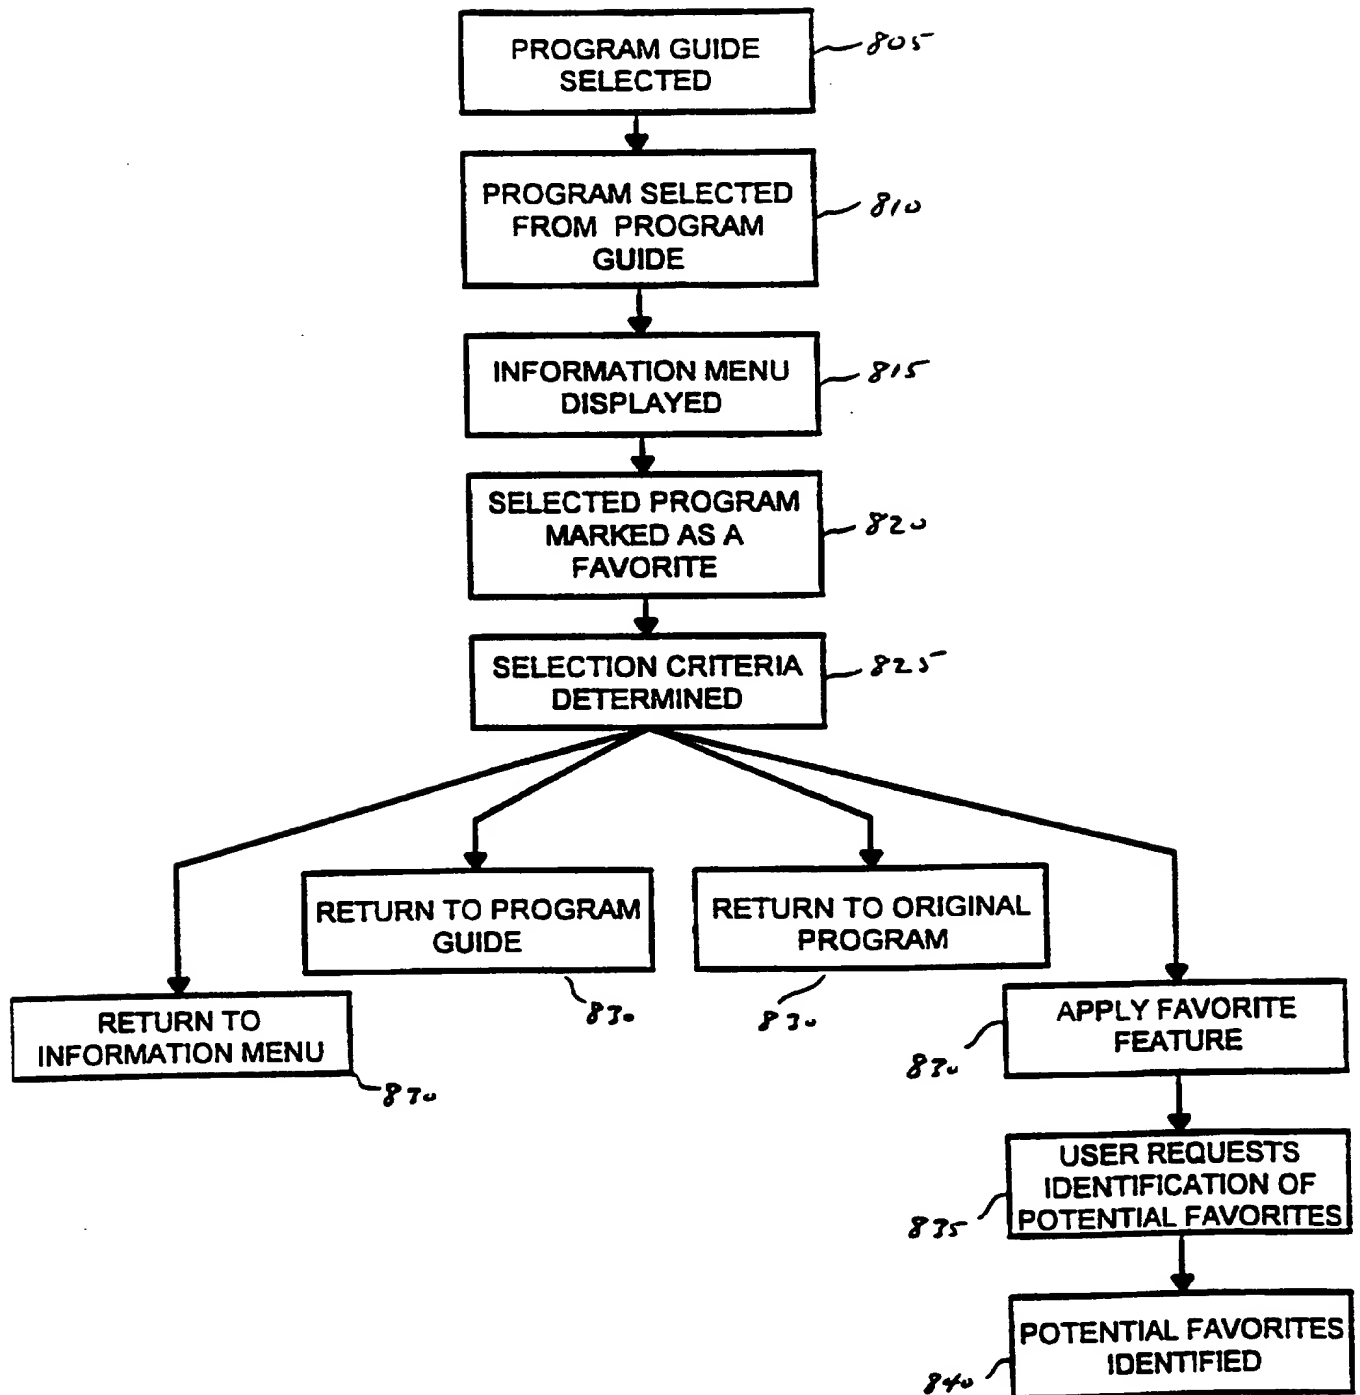 PROGRAM GUIDE
SELECTED
805
PROGRAM SELECTED
FROM PROGRAM
GUIDE
810
INFORMATION MENU
DISPLAYED
815
SELECTED PROGRAM
MARKED AS A
FAVORITE
820
SELECTION CRITERIA
DETERMINED
825
RETURN TO PROGRAM
GUIDE
830
RETURN TO ORIGINAL
PROGRAM
830
RETURN TO
INFORMATION MENU
830
APPLY FAVORITE
FEATURE
830
USER REQUESTS
IDENTIFICATION OF
POTENTIAL FAVORITES
835
POTENTIAL FAVORITES
IDENTIFIED
840